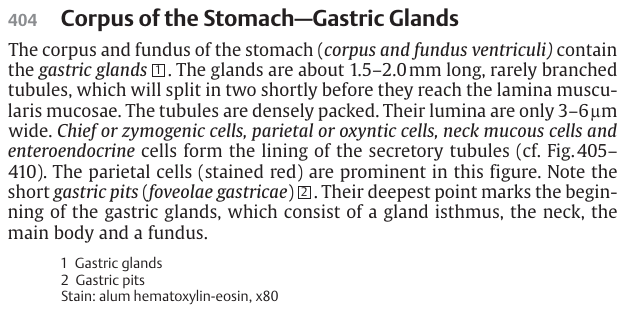 404 Corpus of the Stomach—Gastric Glands
The corpus and fundus of the stomach (corpus and fundus ventriculi) contain
the gastric glands 1. The glands are about 1.5–2.0 mm long, rarely branched
tubules, which will split in two shortly before they reach the lamina muscu-
laris mucosae. The tubules are densely packed. Their lumina are only 3–6 μm
wide. Chief or zymogenic cells, parietal or oxyntic cells, neck mucous cells and
enteroendocrine cells form the lining of the secretory tubules (cf. Fig. 405–
410). The parietal cells (stained red) are prominent in this figure. Note the
short gastric pits (foveolae gastricae) 2. Their deepest point marks the begin-
ning of the gastric glands, which consist of a gland isthmus, the neck, the
main body and a fundus.
1 Gastric glands
2 Gastric pits
Stain: alum hematoxylin-eosin, x80